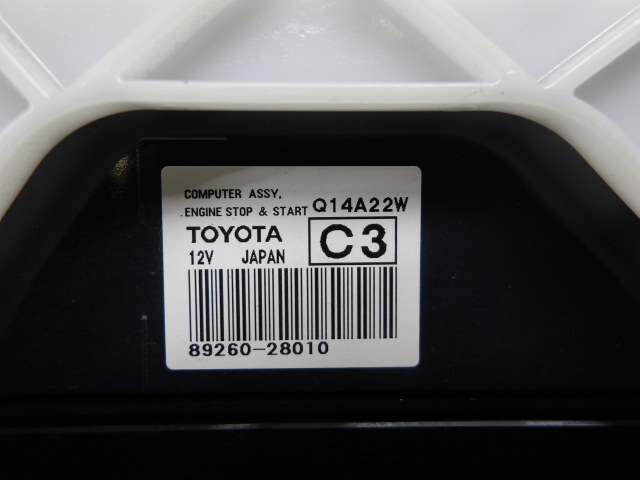 COMPUTER ASSY,
ENGINE STOP & START Q14A22W
TOYOTA C3
12V JAPAN
89260-28010